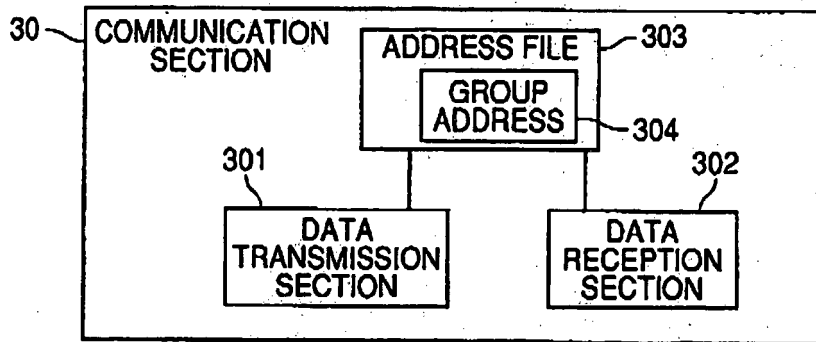 30
COMMUNICATION
SECTION
ADDRESS FILE
303
GROUP
ADDRESS
304
301
302
DATA
TRANSMISSION
SECTION
DATA
RECEPTION
SECTION